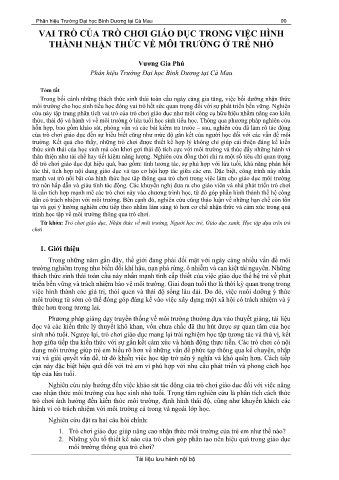 Phân hiệu Trường Đại học Bình Dương tại Cà Mau 90
VAI TRÒ CỦA TRÒ CHƠI GIÁO DỤC TRONG VIỆC HÌNH
THÀNH NHẬN THỨC VỀ MÔI TRƯỜNG Ở TRẺ NHỎ
Vương Gia Phú
Phân hiệu Trường Đại học Bình Dương tại Cà Mau
Tóm tắt
Trong bối cảnh những thách thức sinh thái toàn cầu ngày càng gia tăng, việc bồi dưỡng nhận thức
môi trường cho học sinh tiểu học đóng vai trò hết sức quan trọng đối với sự phát triển bền vững. Nghiên
cứu này tập trung phân tích vai trò của trò chơi giáo dục như một công cụ hữu hiệu nhằm nâng cao kiến
thức, thái độ và hành vi về môi trường ở lứa tuổi học sinh tiểu học. Thông qua phương pháp nghiên cứu
hỗn hợp, bao gồm khảo sát, phỏng vấn và các bài kiểm tra trước – sau, nghiên cứu đã làm rõ tác động
của trò chơi giáo dục đến sự hiểu biết cũng như mức độ gắn kết của người học đối với các vấn đề môi
trường. Kết quả cho thấy, những trò chơi được thiết kế hợp lý không chỉ giúp cải thiện đáng kể kiến
thức sinh thái của học sinh mà còn khơi gợi thái độ tích cực với môi trường và thúc đẩy những hành vi
thân thiện như tái chế hay tiết kiệm năng lượng. Nghiên cứu đồng thời chỉ ra một số tiêu chí quan trọng
để trò chơi giáo dục đạt hiệu quả, bao gồm: tính tương tác, sự phù hợp với lứa tuổi, khả năng phản hồi
tức thì, tích hợp nội dung giáo dục và tạo cơ hội hợp tác giữa các em. Đặc biệt, công trình này nhấn
mạnh vai trò nổi bật của hình thức học tập thông qua trò chơi trong việc làm cho giáo dục môi trường
trở nên hấp dẫn và giàu tính tác động. Các khuyến nghị đưa ra cho giáo viên và nhà phát triển trò chơi
là cần tích hợp mạnh mẽ các trò chơi này vào chương trình học, từ đó góp phần hình thành thế hệ công
dân có trách nhiệm với môi trường. Bên cạnh đó, nghiên cứu cũng thảo luận về những hạn chế còn tồn
tại và gợi ý hướng nghiên cứu tiếp theo nhằm làm sáng tỏ hơn cơ chế nhận thức và cảm xúc trong quá
trình học tập về môi trường thông qua trò chơi.
Từ khóa: Trò chơi giáo dục, Nhận thức về môi trường, Người học trẻ, Giáo dục xanh, Học tập dựa trên trò
chơi
1. Giới thiệu
Trong những năm gần đây, thế giới đang phải đối mặt với ngày càng nhiều vấn đề môi
trường nghiêm trọng như biến đổi khí hậu, nạn phá rừng, ô nhiễm và cạn kiệt tài nguyên. Những
thách thức sinh thái toàn cầu này nhấn mạnh tính cấp thiết của việc giáo dục thế hệ trẻ về phát
triển bền vững và trách nhiệm bảo vệ môi trường. Giai đoạn tuổi thơ là thời kỳ quan trọng trong
việc hình thành các giá trị, thói quen và thái độ sống lâu dài. Do đó, việc nuôi dưỡng ý thức
môi trường từ sớm có thể đóng góp đáng kể vào việc xây dựng một xã hội có trách nhiệm và ý
thức hơn trong tương lai.
Phương pháp giảng dạy truyền thống về môi trường thường dựa vào thuyết giảng, tài liệu
đọc và các kiến thức lý thuyết khô khan, vốn chưa chắc đã thu hút được sự quan tâm của học
sinh nhỏ tuổi. Ngược lại, trò chơi giáo dục mang lại trải nghiệm học tập tương tác và thú vị, kết
hợp giữa tiếp thu kiến thức với sự gắn kết cảm xúc và hành động thực tiễn. Các trò chơi có nội
dung môi trường giúp trẻ em hiểu rõ hơn về những vấn đề phức tạp thông qua kể chuyện, nhập
vai và giải quyết vấn đề, từ đó khiến việc học tập trở nên ý nghĩa và khó quên hơn. Cách tiếp
cận này đặc biệt hiệu quả đối với trẻ em vì phù hợp với nhu cầu phát triển và phong cách học
tập của lứa tuổi.
Nghiên cứu này hướng đến việc khảo sát tác động của trò chơi giáo dục đối với việc nâng
cao nhận thức môi trường của học sinh nhỏ tuổi. Trọng tâm nghiên cứu là phân tích cách thức
trò chơi ảnh hưởng đến kiến thức môi trường, định hình thái độ, cũng như khuyến khích các
hành vi có trách nhiệm với môi trường cả trong và ngoài lớp học.
Nghiên cứu đặt ra hai câu hỏi chính:
1. Trò chơi giáo dục giúp nâng cao nhận thức môi trường của trẻ em như thế nào?
2. Những yếu tố thiết kế nào của trò chơi góp phần tạo nên hiệu quả trong giáo dục
môi trường thông qua trò chơi?
Tài liệu lưu hành nội bộ